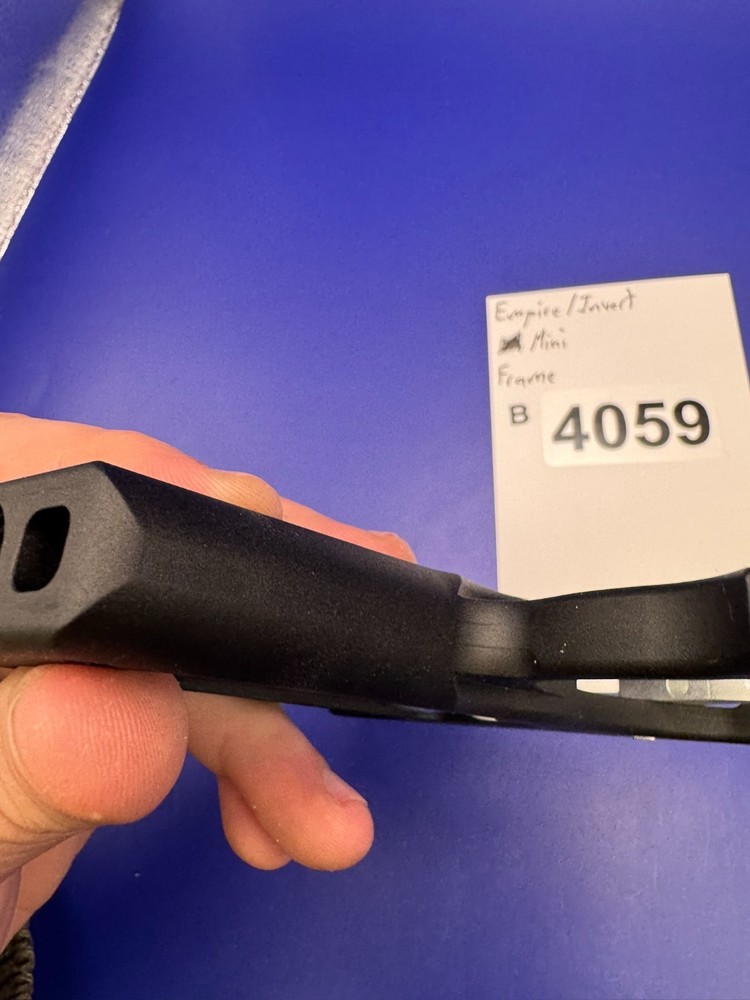 Empire/Invert
Mini
Frame
B 4059